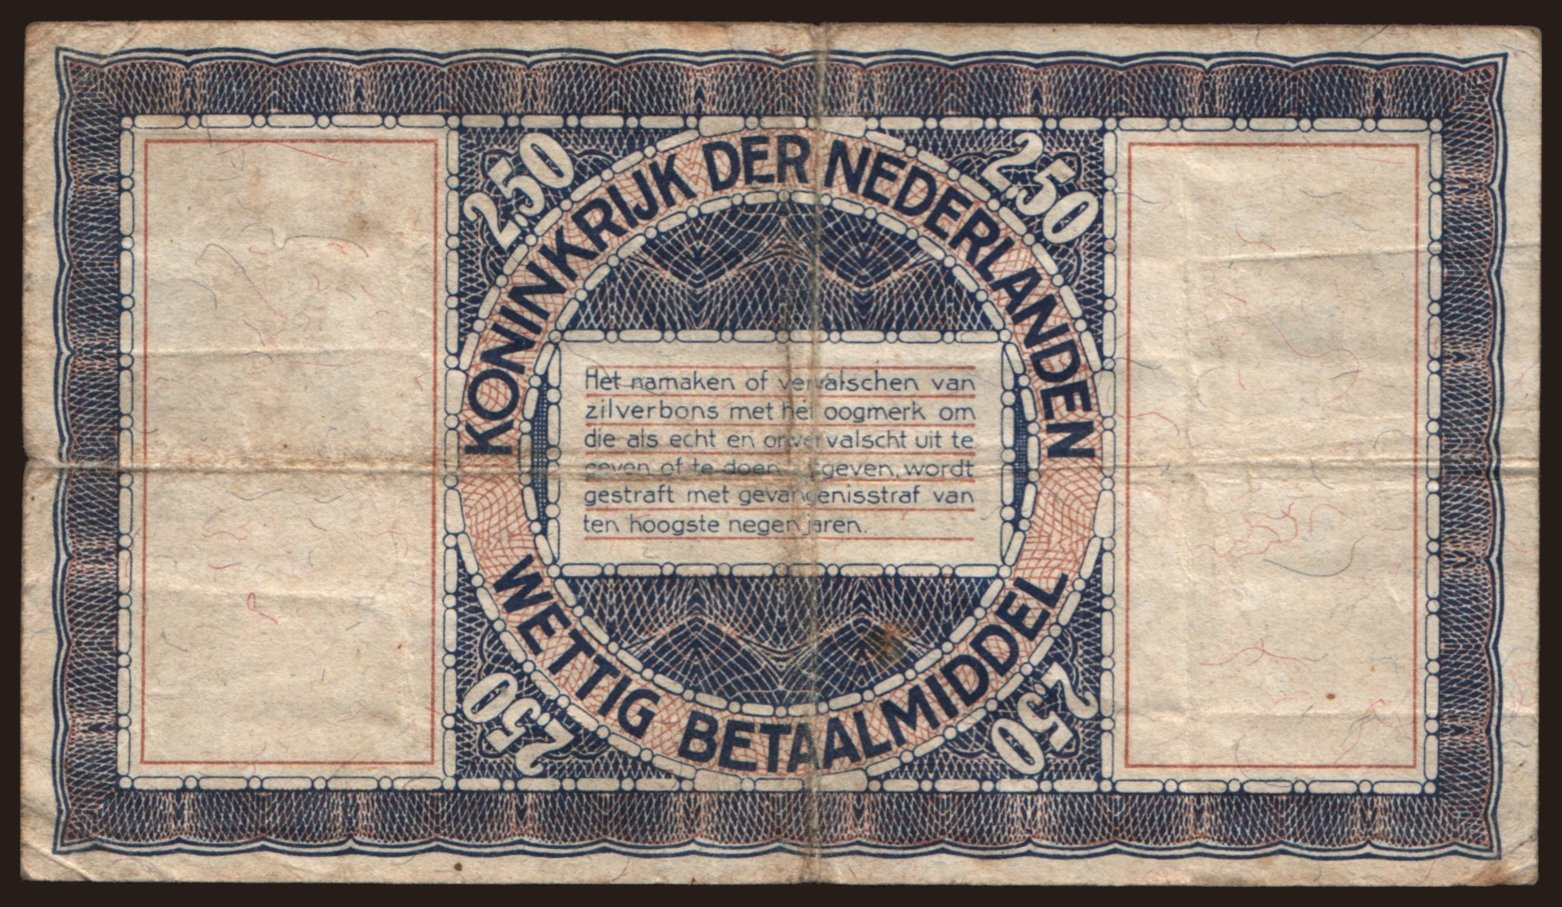 2,50
2,50
KONINKRIJK DER NEDERLANDEN
Het namaken of vervalschen van
zilverbons met het oogmerk om
die als echt en onvervalscht uit te
geven of te doen uitgeven, wordt
gestraft met gevangenisstraf van
ten hoogste negen jaren.
WETTIG BETAALMIDDEL
2,50
2,50